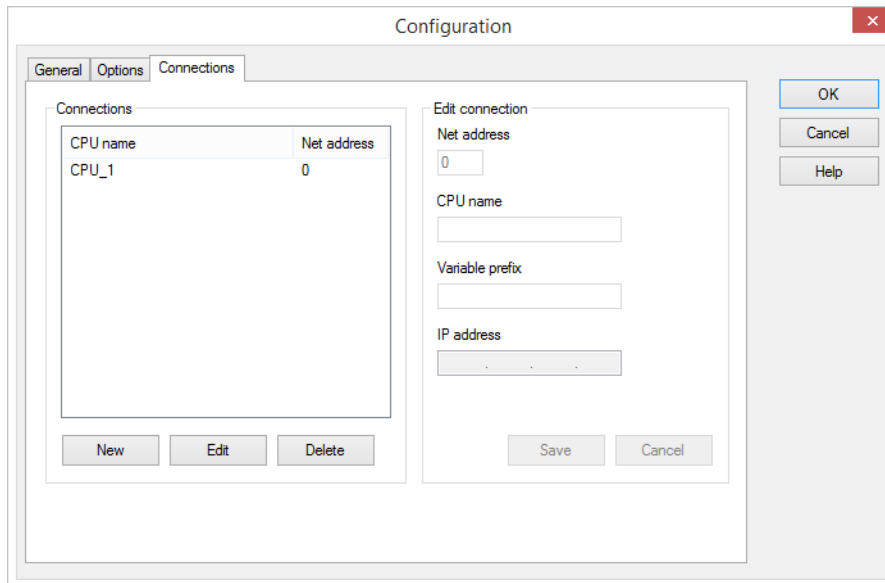 Configuration
General Options Connections
Connections
CPU name Net address
CPU_1 0
New Edit Delete
Edit connection
Net address
0
CPU name
Variable prefix
IP address
. . .
Save Cancel
OK
Cancel
Help